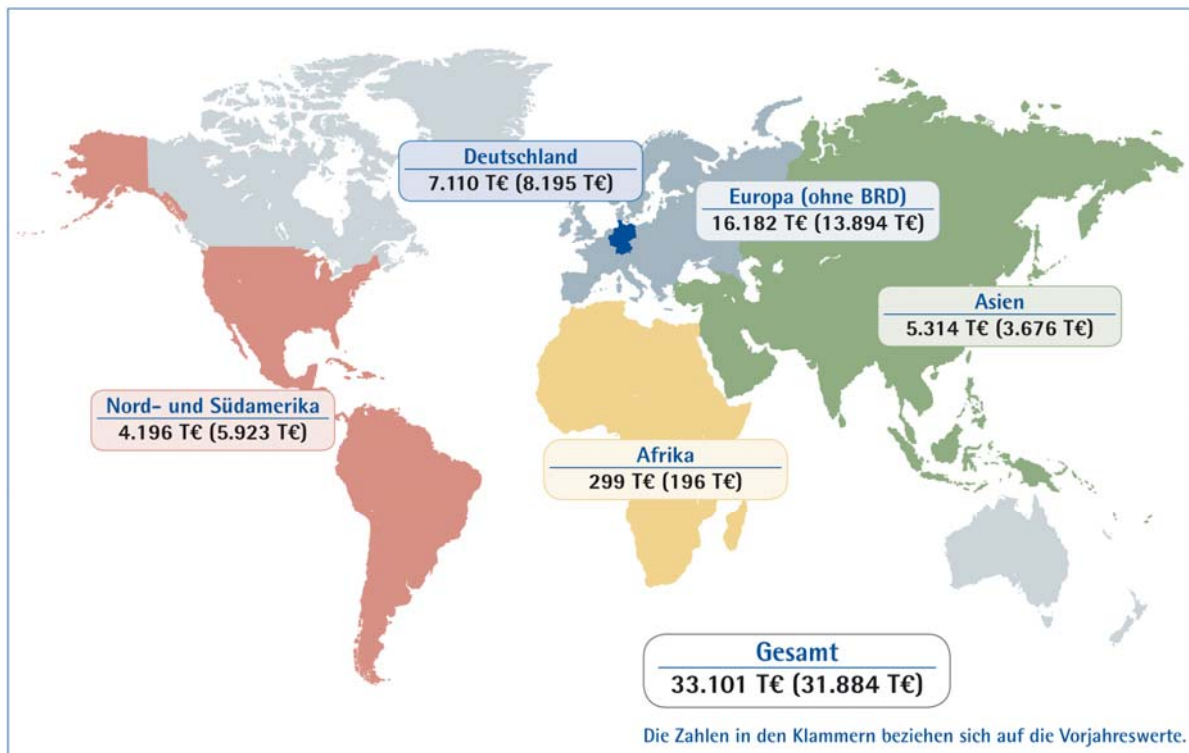 Deutschland
7.110 T€ (8.195 T€)
Europa (ohne BRD)
16.182 T€ (13.894 T€)
Asien
5.314 T€ (3.676 T€)
Nord- und Südamerika
4.196 T€ (5.923 T€)
Afrika
299 T€ (196 T€)
Gesamt
33.101 T€ (31.884 T€)
Die Zahlen in den Klammern beziehen sich auf die Vorjahreswerte.